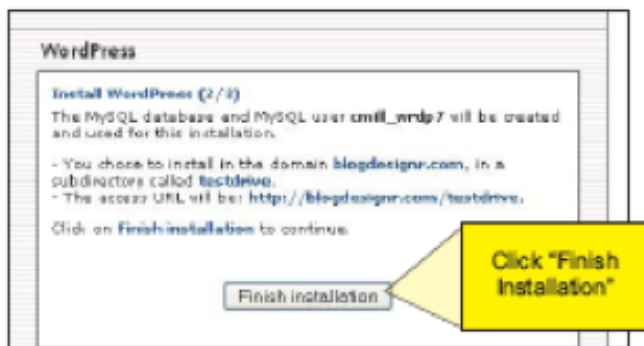 WordPress
Install WordPress (2/3)
The MySQL database and MySQL user cmill_wrdp7 will be created
and used for this installation.
- You chose to install in the domain blogdesignr.com, in a
subdirectory called testdrive.
- The access URL will be: http://blogdesignr.com/testdrive.
Click on Finish installation to continue.
Finish installation
Click "Finish
Installation"